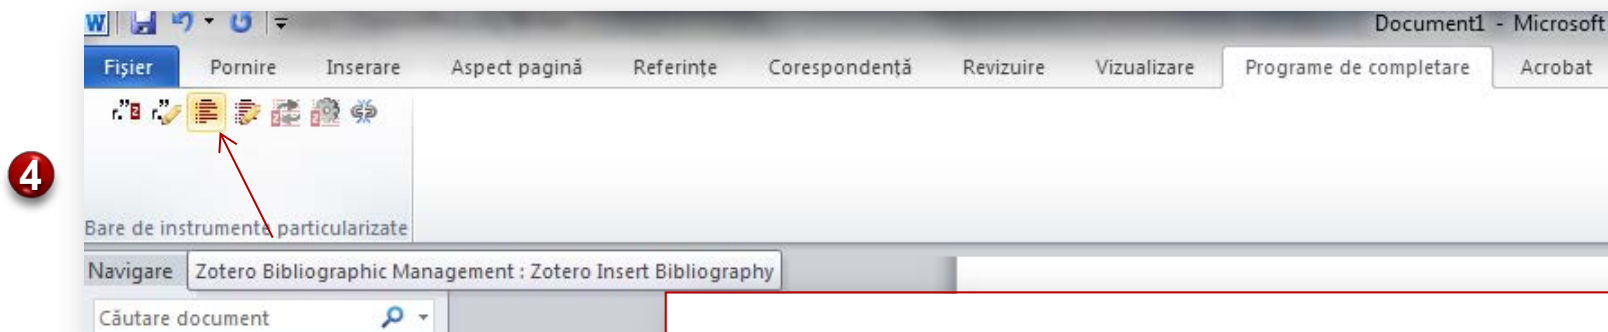 Document1 - Microsoft
Fișier Pornire Inserare Aspect pagină Referințe Corespondență Revizuire Vizualizare Programe de completare Acrobat
4
Bare de instrumente particularizate
Navigare Zotero Bibliographic Management : Zotero Insert Bibliography
Căutare document